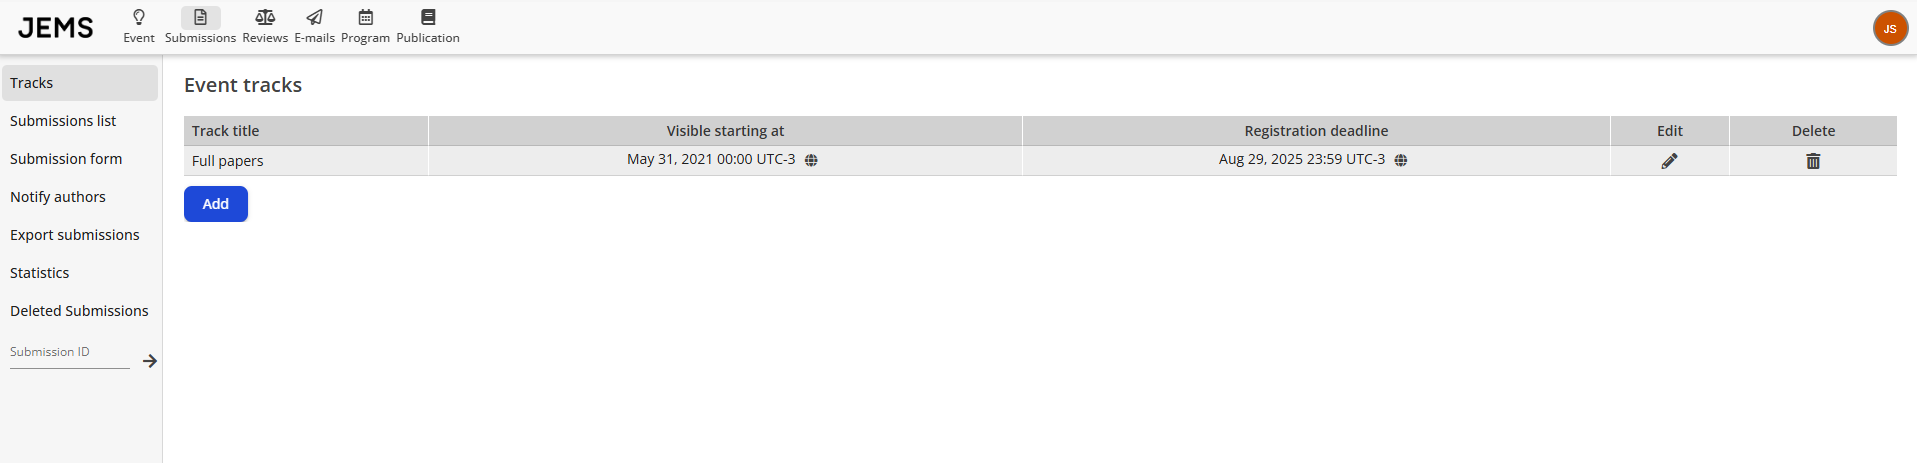 JEMS
Event
Submissions
Reviews
E-mails
Program
Publication
JS
Tracks
Submissions list
Submission form
Notify authors
Export submissions
Statistics
Deleted Submissions
Submission ID
Event tracks
Track title Visible starting at Registration deadline Edit Delete
Full papers May 31, 2021 00:00 UTC-3 Aug 29, 2025 23:59 UTC-3
Add